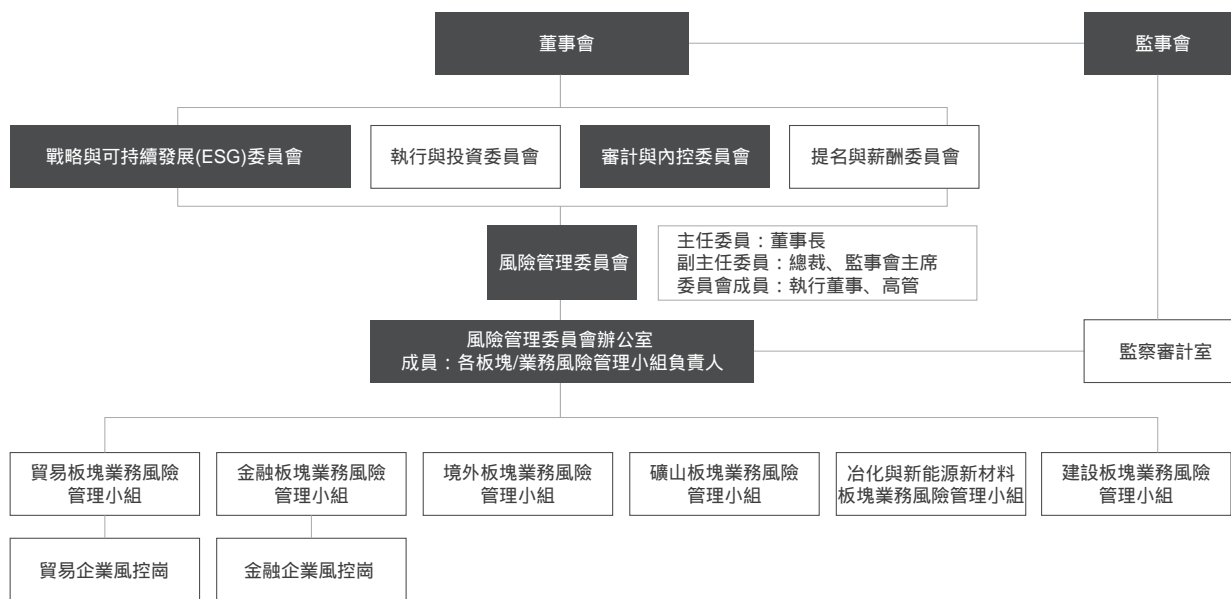 董事會
監事會
戰略與可持續發展(ESG)委員會
執行與投資委員會
審計與內控委員會
提名與薪酬委員會
風險管理委員會
主任委員：董事長
副主任委員：總裁、監事會主席
委員會成員：執行董事、高管
風險管理委員會辦公室
成員：各板塊/業務風險管理小組負責人
監察審計室
貿易板塊業務風險
管理小組
金融板塊業務風險
管理小組
境外板塊業務風險
管理小組
礦山板塊業務風險
管理小組
冶化與新能源新材料
板塊業務風險管理小組
建設板塊業務風險
管理小組
貿易企業風控崗
金融企業風控崗